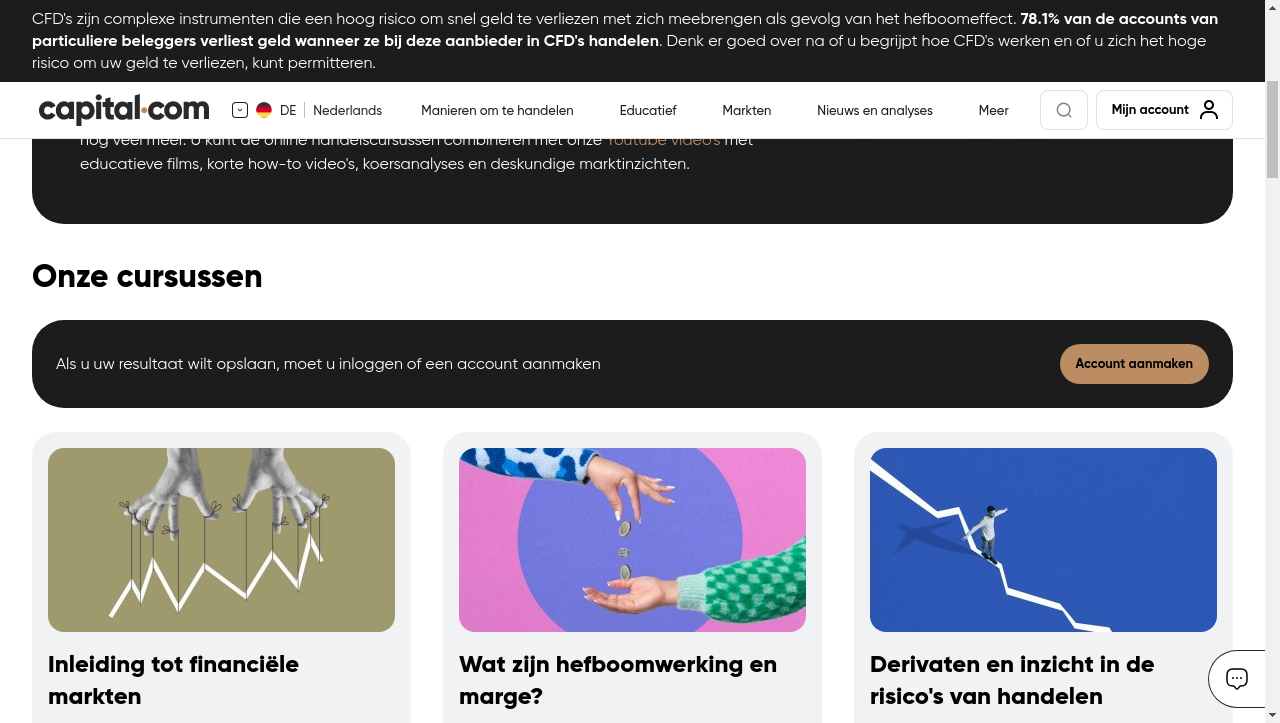 CFD's zijn complexe instrumenten die een hoog risico om snel geld te verliezen met zich meebrengen als gevolg van het hefboomeffect. 78.1% van de accounts van
particuliere beleggers verliest geld wanneer ze bij deze aanbieder in CFD's handelen. Denk er goed over na of u begrijpt hoe CFD's werken en of u zich het hoge
risico om uw geld te verliezen, kunt permitteren.
capital.com DE Nederlands Manieren om te handelen Educatief Markten Nieuws en analyses Meer Mijn account
nog veel meer. U kunt de online handelscursussen combineren met onze Youtube video's met
educatieve films, korte how-to video's, koersanalyses en deskundige marktinzichten.
Onze cursussen
Als u uw resultaat wilt opslaan, moet u inloggen of een account aanmaken
Account aanmaken
Inleiding tot financiële
markten
Wat zijn hefboomwerking en
marge?
Derivaten en inzicht in de
risico's van handelen